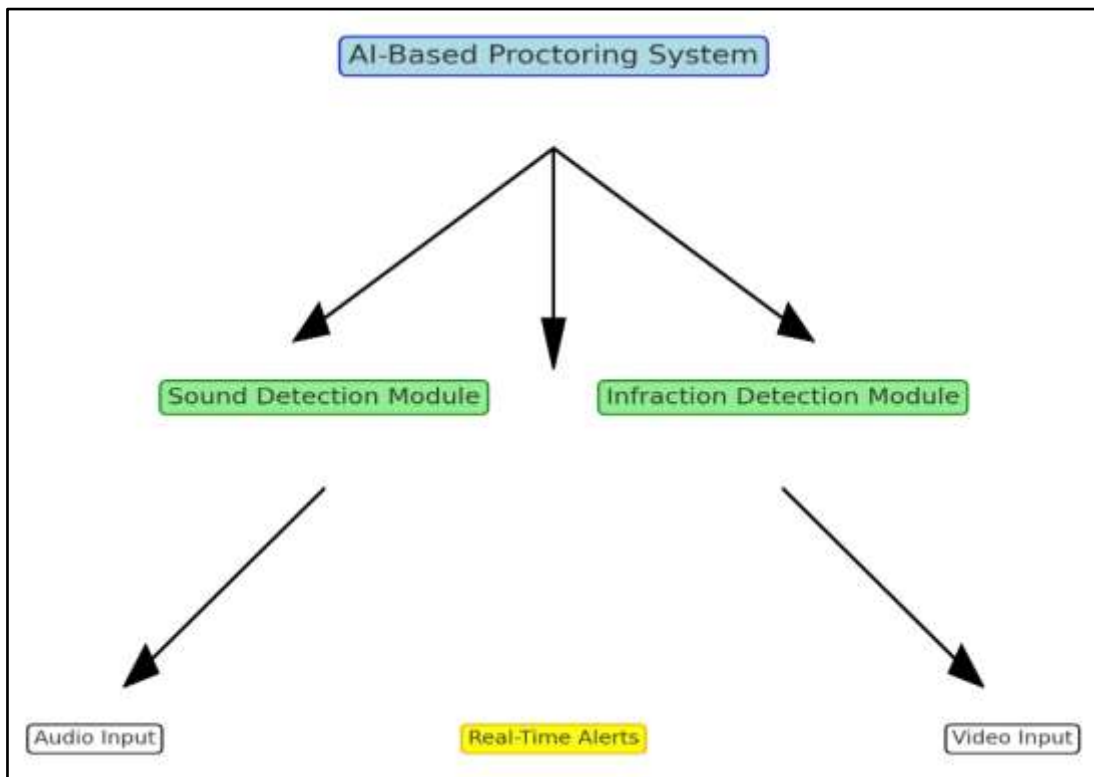 AI-Based Proctoring System
Sound Detection Module
Infraction Detection Module
Audio Input
Real-Time Alerts
Video Input